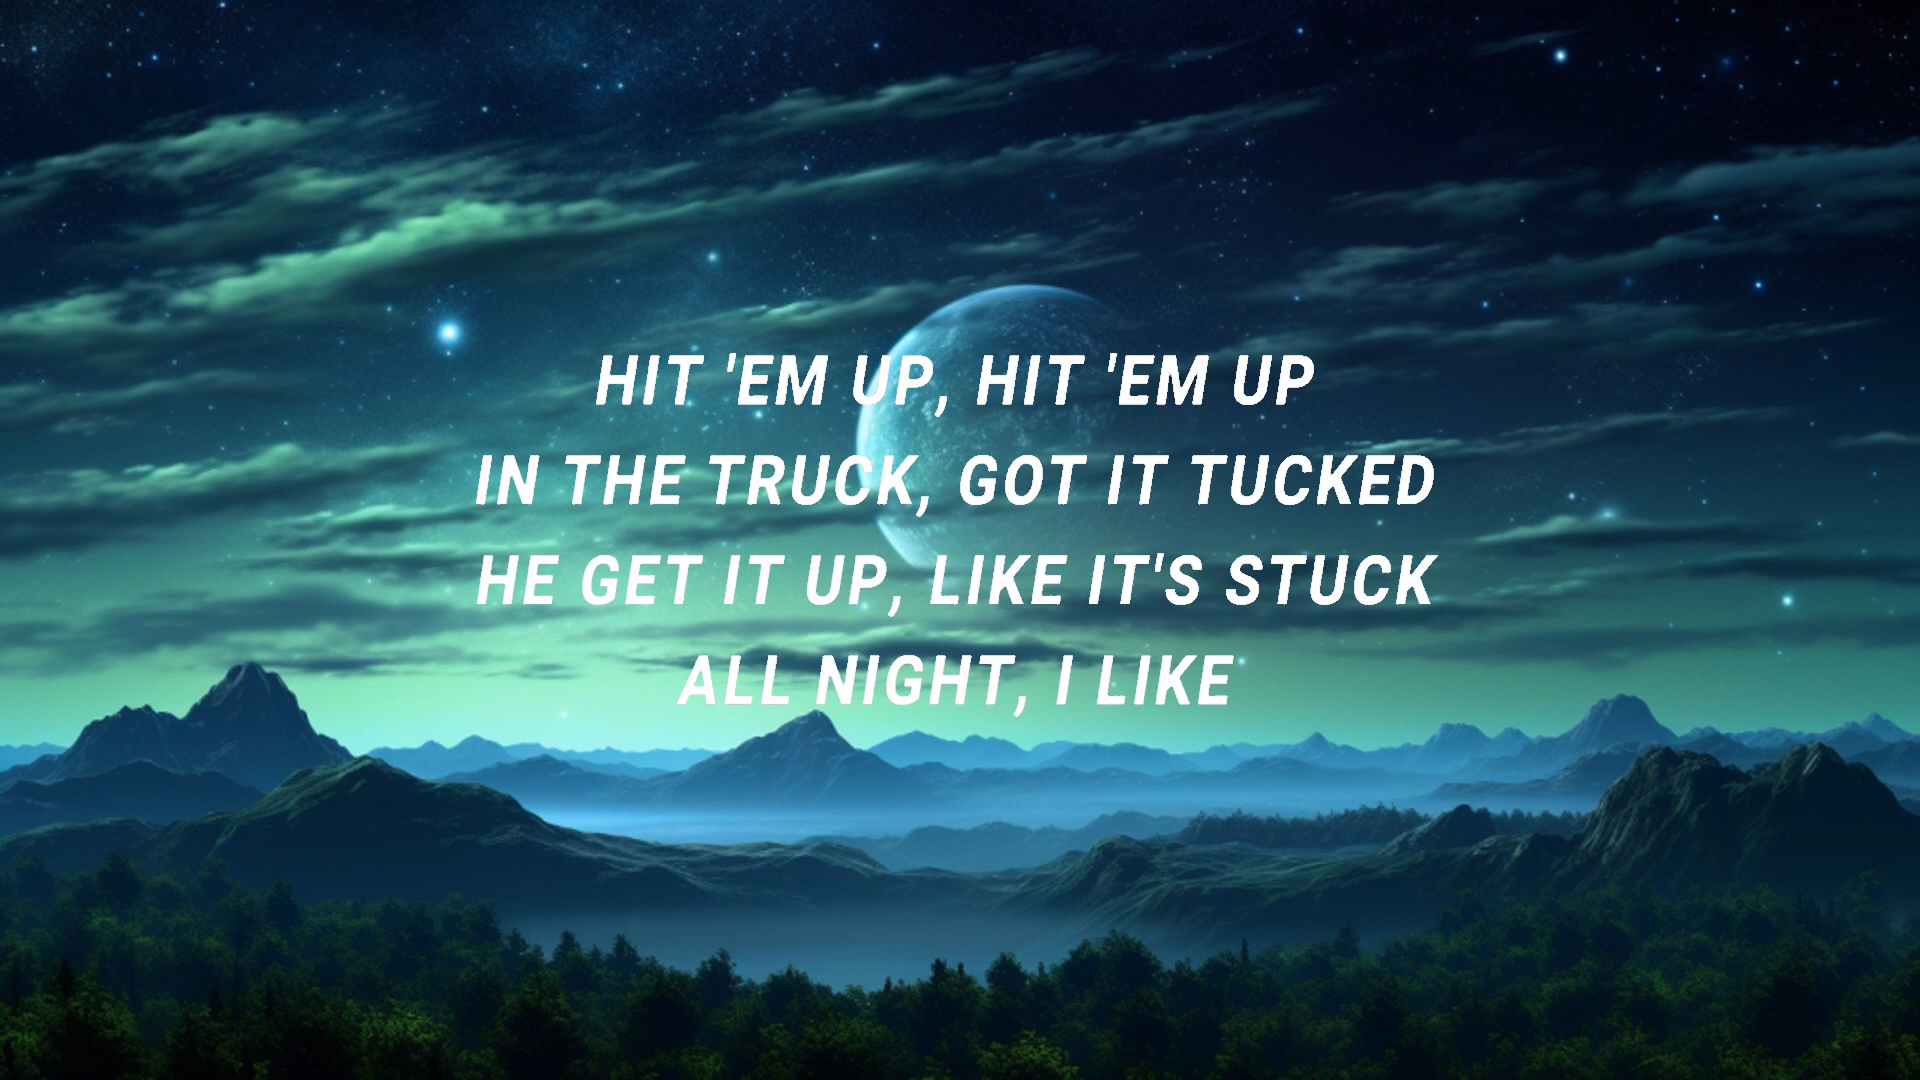 HIT 'EM UP, HIT 'EM UP
IN THE TRUCK, GOT IT TUCKED
HE GET IT UP, LIKE IT'S STUCK
ALL NIGHT, I LIKE